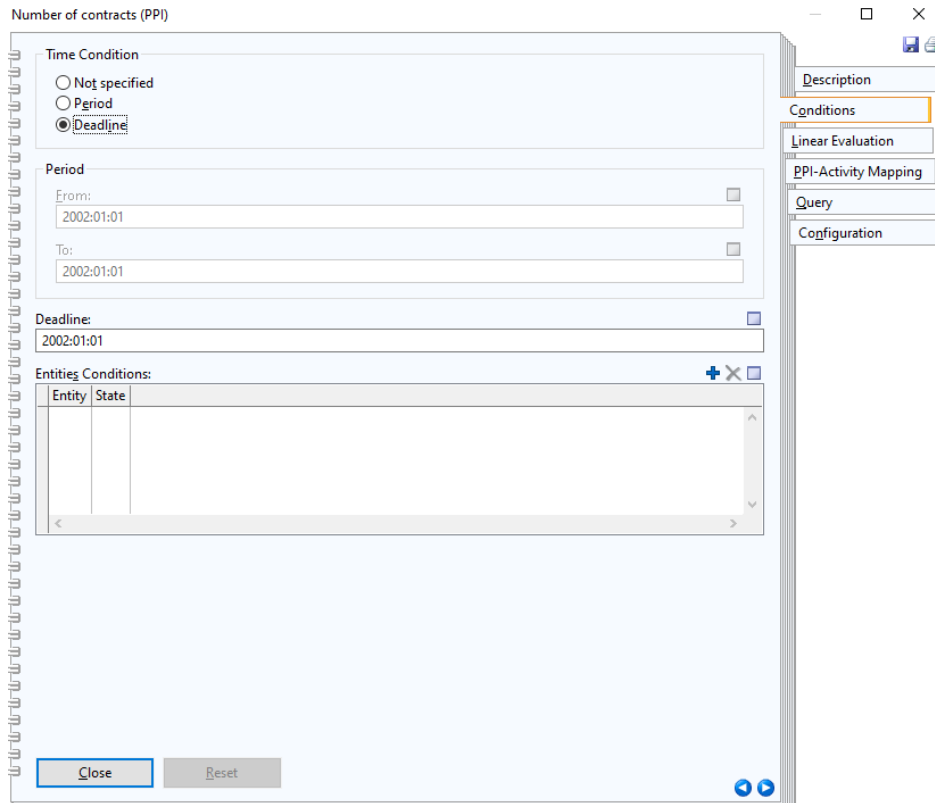 Number of contracts (PPI)
Time Condition
Not specified
Period
Deadline
Period
From:
2002:01:01
To:
2002:01:01
Deadline:
2002:01:01
Entities Conditions:
Entity State
Close Reset
Description
Conditions
Linear Evaluation
PPI-Activity Mapping
Query
Configuration